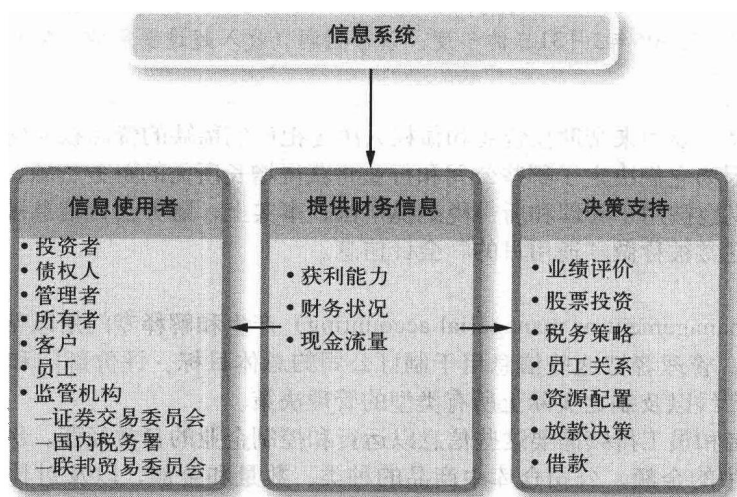 信息系统
信息使用者
• 投资者
• 债权人
• 管理者
• 所有者
• 客户
• 员工
• 监管机构
—证券交易委员会
—国内税务署
—联邦贸易委员会
提供财务信息
• 获利能力
• 财务状况
• 现金流量
决策支持
• 业绩评价
• 股票投资
• 税务策略
• 员工关系
• 资源配置
• 放款决策
• 借款